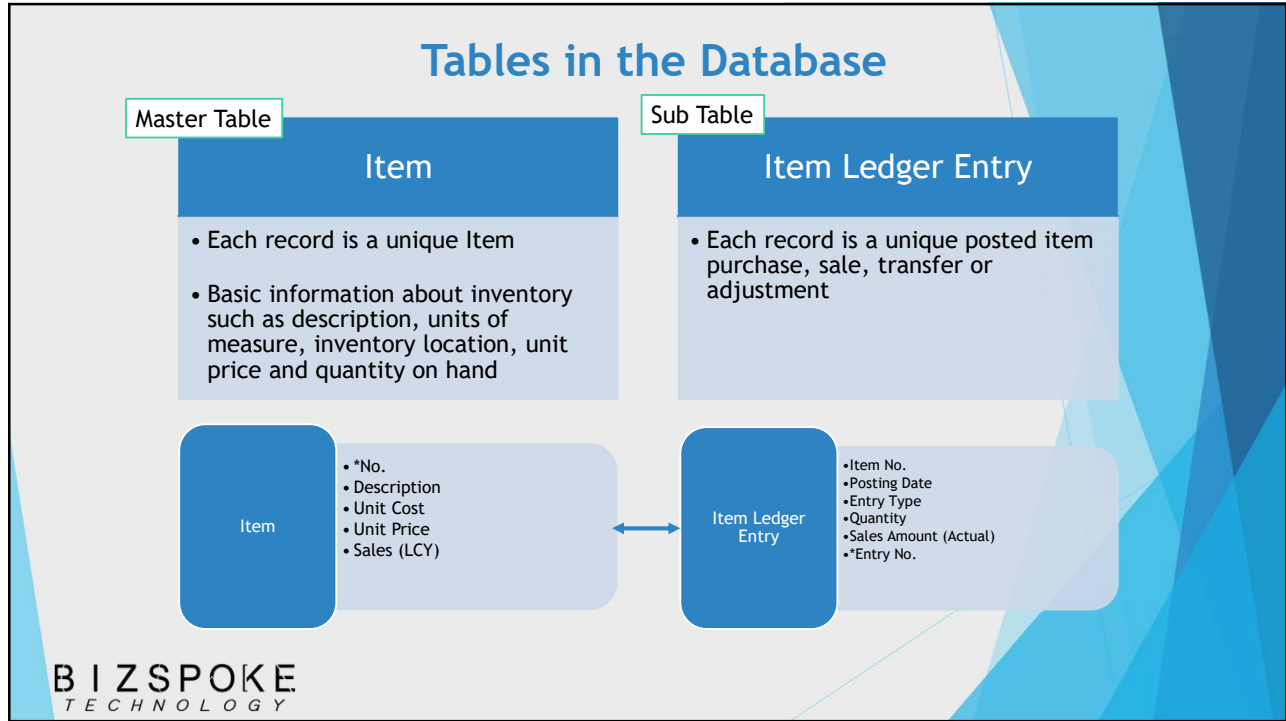 Tables in the Database
Master Table
Item
• Each record is a unique Item
• Basic information about inventory
such as description, units of
measure, inventory location, unit
price and quantity on hand
Sub Table
Item Ledger Entry
• Each record is a unique posted item
purchase, sale, transfer or
adjustment
Item
• *No.
• Description
• Unit Cost
• Unit Price
• Sales (LCY)
Item Ledger
Entry
•Item No.
•Posting Date
•Entry Type
•Quantity
•Sales Amount (Actual)
•*Entry No.
BIZSPOKE
TECHNOLOGY